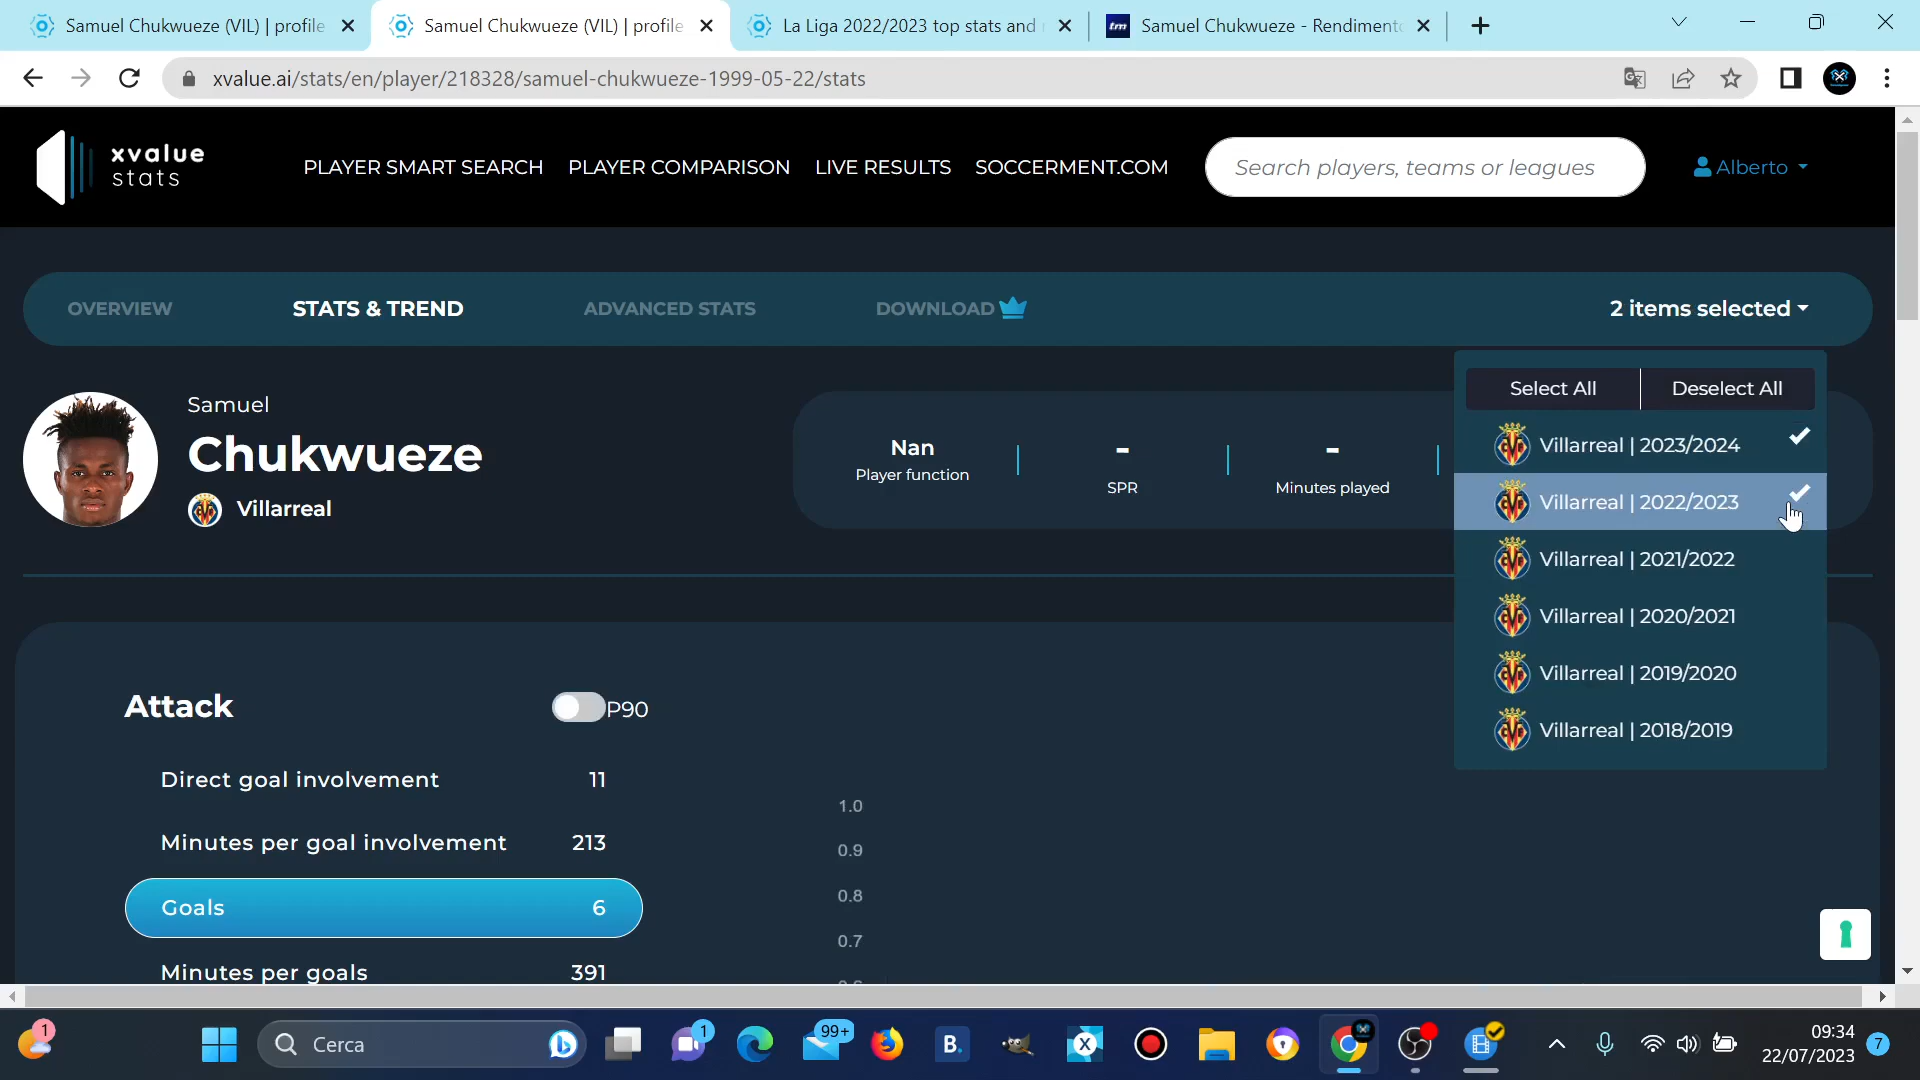 Samuel Chukwueze (VIL) | profile
Samuel Chukwueze (VIL) | profile
La Liga 2022/2023 top stats and
tm Samuel Chukwueze - Rendimento
xvalue.ai/stats/en/player/218328/samuel-chukwueze-1999-05-22/stats
xvalue
stats
PLAYER SMART SEARCH PLAYER COMPARISON LIVE RESULTS SOCCERMENT.COM
Search players, teams or leagues
Alberto
OVERVIEW STATS & TREND ADVANCED STATS DOWNLOAD
2 items selected
Select All Deselect All
Villarreal | 2023/2024
Villarreal | 2022/2023
Villarreal | 2021/2022
Villarreal | 2020/2021
Villarreal | 2019/2020
Villarreal | 2018/2019
Samuel
Chukwueze
Villarreal
Nan
Player function
-
SPR
-
Minutes played
Attack
P90
Direct goal involvement 11
Minutes per goal involvement 213
Goals 6
Minutes per goals 391
1.0
0.9
0.8
0.7
1
Cerca
1
99+
B.
X
09:34
22/07/2023
7